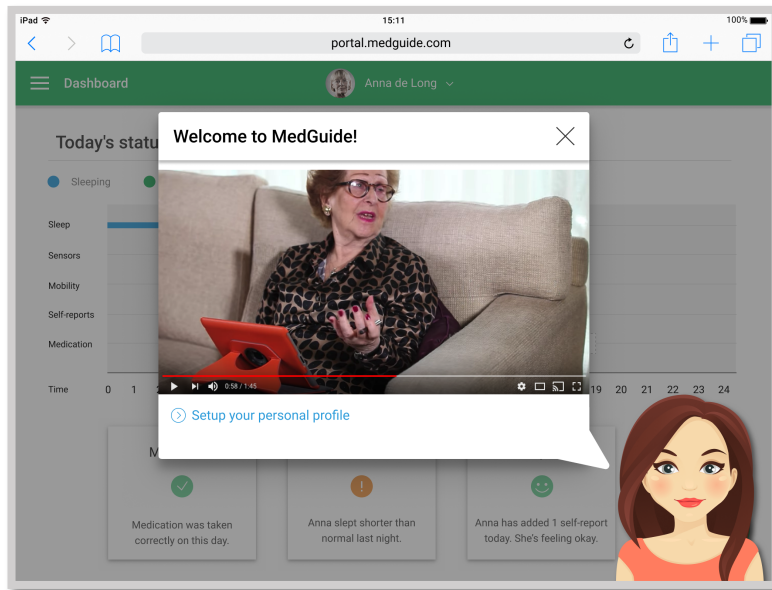 iPad 15:11 100%
portal.medguide.com
Dashboard Anna de Long
Today's statu
Welcome to MedGuide!
Sleeping
Sleep
Sensors
Mobility
Self-reports
Medication
0:58 / 1:45
Time 0 1 19 20 21 22 23 24
Setup your personal profile
M
!
Medication was taken
correctly on this day.
Anna slept shorter than
normal last night.
Anna has added 1 self-report
today. She's feeling okay.